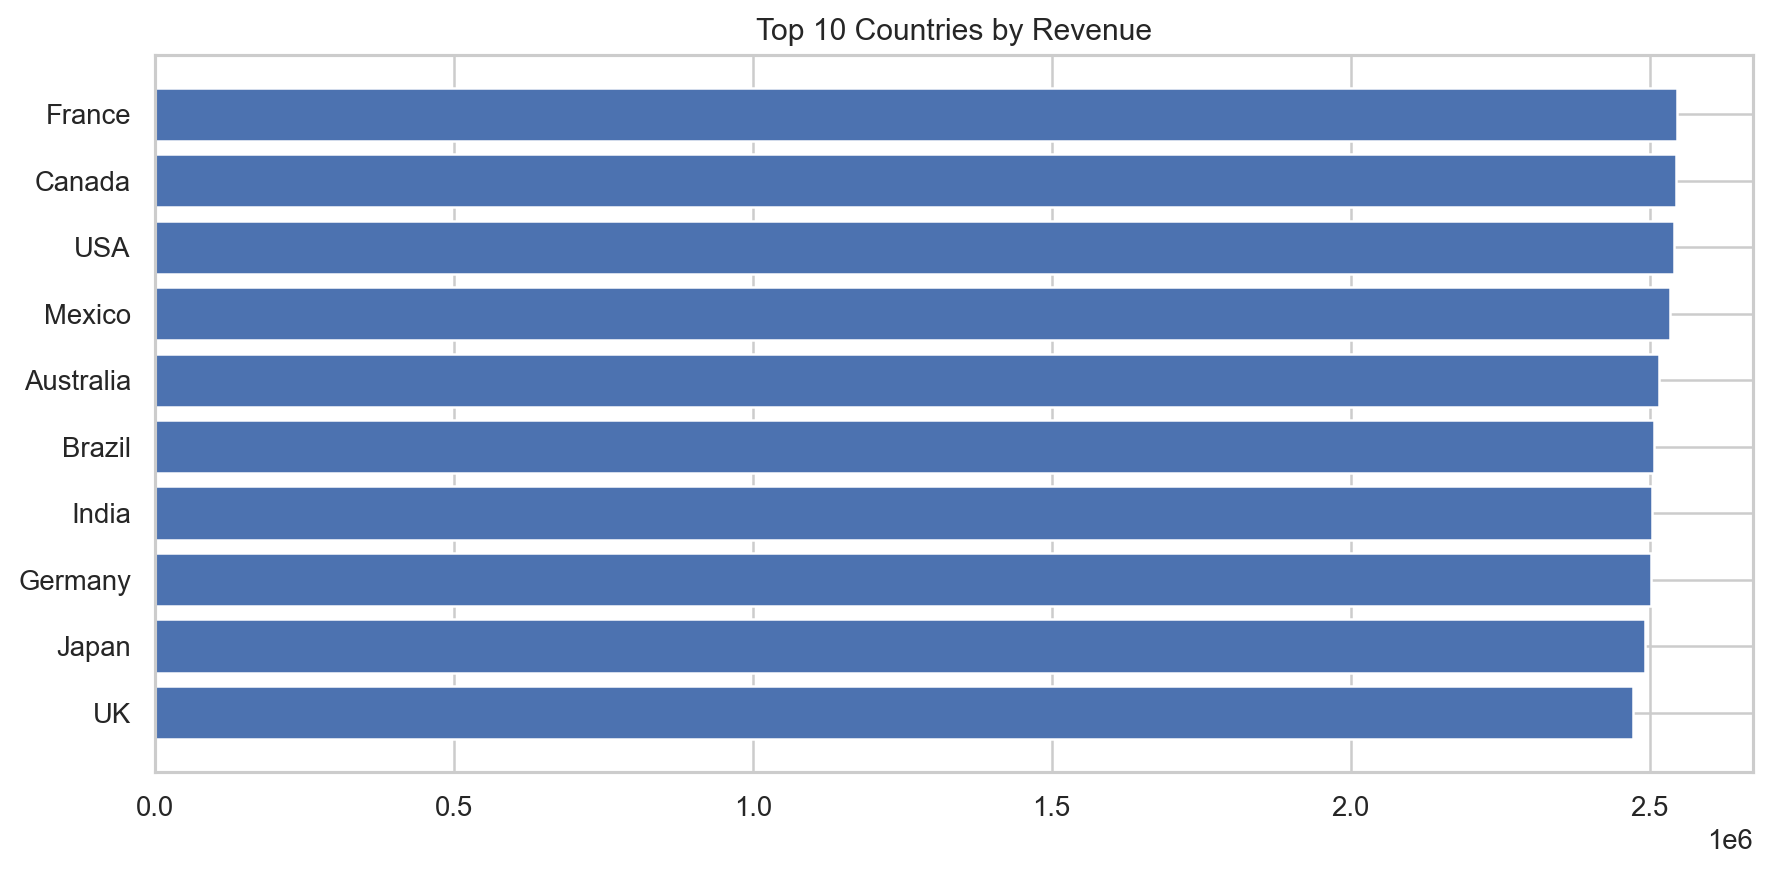 Top 10 Countries by Revenue
France
Canada
USA
Mexico
Australia
Brazil
India
Germany
Japan
UK
0.0 0.5 1.0 1.5 2.0 2.5
1e6